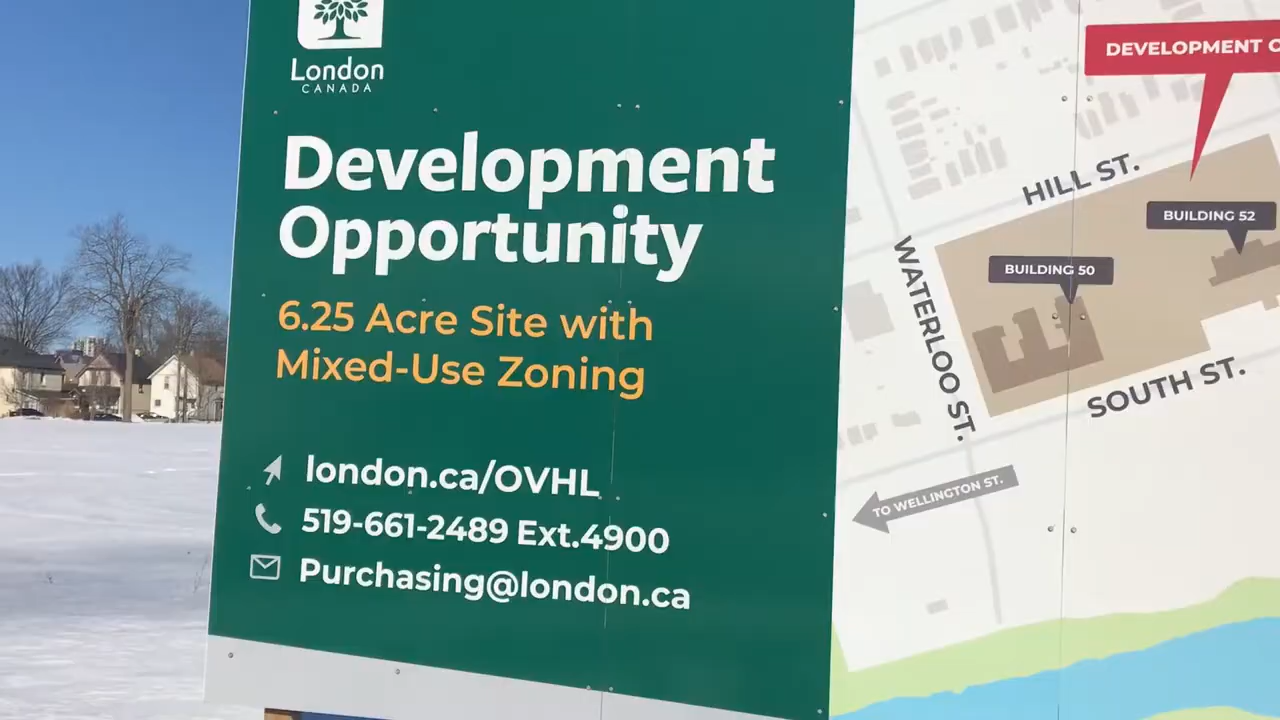 London
CANADA
Development
Opportunity
6.25 Acre Site with
Mixed-Use Zoning
london.ca/OVHL
519-661-2489 Ext.4900
Purchasing@london.ca
DEVELOPMENT
HILL ST.
BUILDING 52
BUILDING 50
WATERLOO ST.
SOUTH ST.
TO WELLINGTON ST.